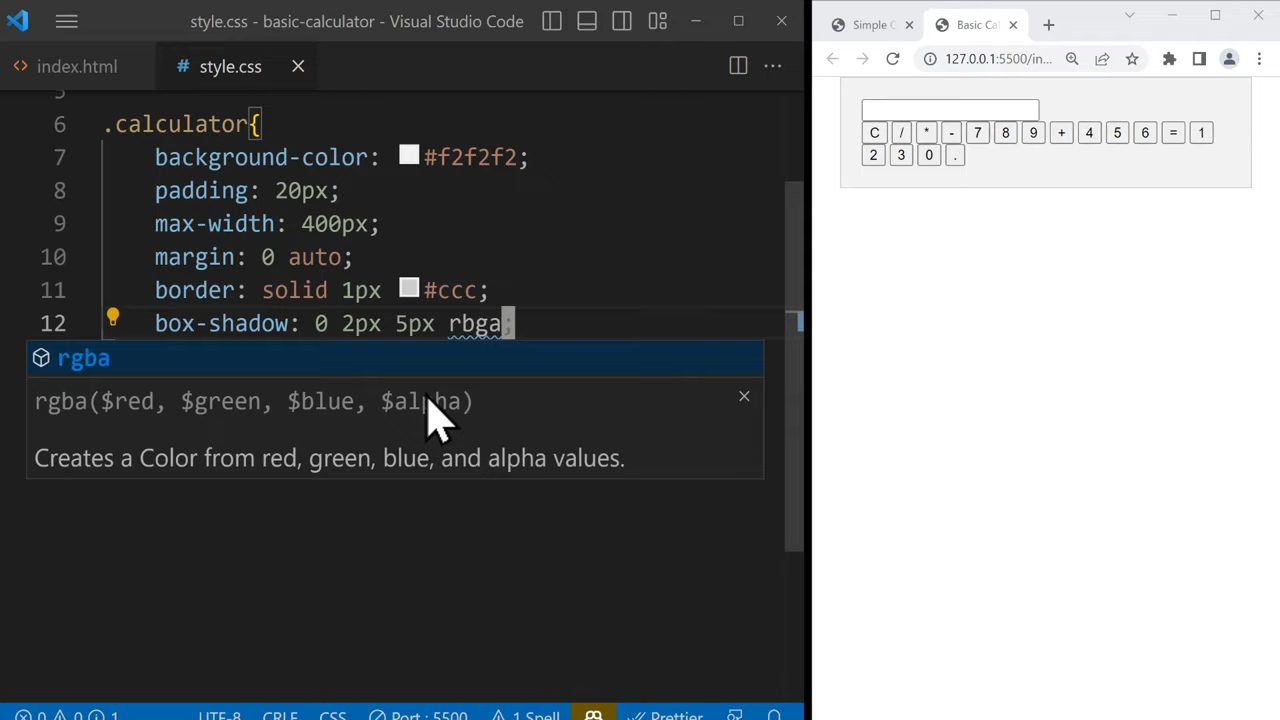 style.css - basic-calculator - Visual Studio Code
index.html
style.css
5
6 .calculator{
7 background-color: #f2f2f2;
8 padding: 20px;
9 max-width: 400px;
10 margin: 0 auto;
11 border: solid 1px #ccc;
12 box-shadow: 0 2px 5px rbga;
rgba
rgba($red, $green, $blue, $alpha)
Creates a Color from red, green, blue, and alpha values.
0 0 1 UTF-8 CRLF CSS Port : 5500 1 Spell Prettier
Simple C
Basic Cal
127.0.0.1:5500/in...
C / * - 7 8 9 + 4 5 6 = 1
2 3 0 .